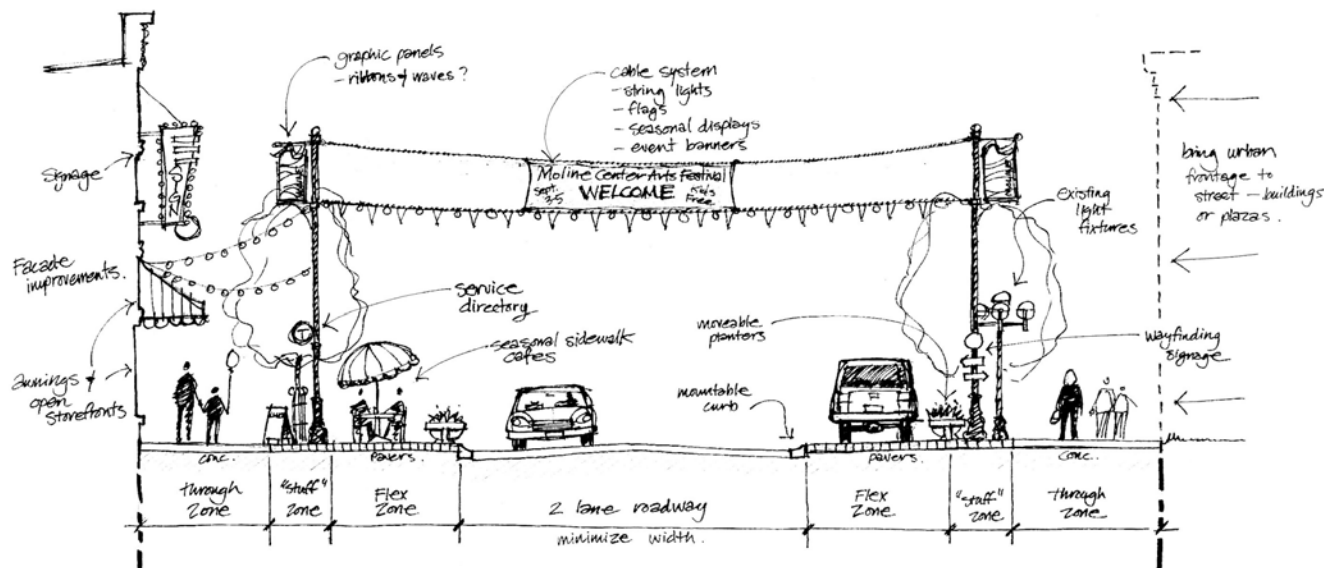 graphic panels
- ribbons & waves?
cable system
- string lights
- flags
- seasonal displays
- event banners
Signage
SIGN
Moline Center Arts Festival
Sept. 3-5
WELCOME
Free
existing
light
fixtures
bring urban
frontage to
street - buildings
or plazas.
Facade
improvements.
service
directory
seasonal sidewalk
cafes
moveable
planters
wayfinding
signage
awnings &
open
storefronts
mountable
curb
conc.
pavers.
pavers.
conc.
through
zone
"stuff"
zone
Flex
zone
2 lane roadway
minimize width.
Flex
zone
"stuff"
zone
through
zone